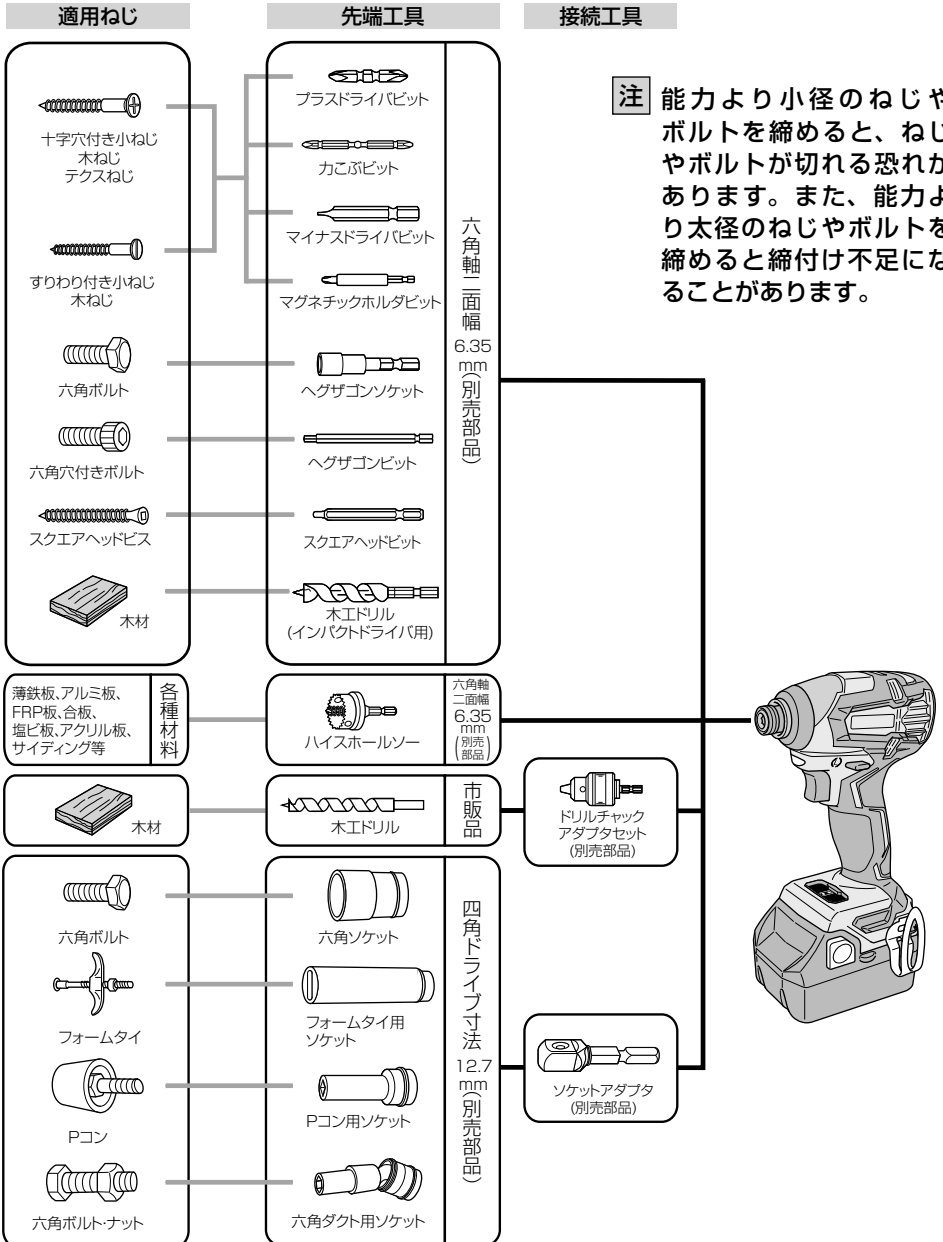 適用ねじ
先端工具
接続工具
十字穴付き小ねじ
木ねじ
テクスねじ
すりわり付き小ねじ
木ねじ
六角ボルト
六角穴付きボルト
スクエアヘッドビス
木材
プラスドライバビット
力こぶビット
マイナスドライバビット
マグネチックホルダビット
ヘグザゴンソケット
ヘグザゴンビット
スクエアヘッドビット
木工ドリル
(インパクトドライバ用)
六角軸二面幅6.35mm(別売部品)
注 能力より小径のねじや
ボルトを締めると、ねじ
やボルトが切れる恐れが
あります。また、能力よ
り太径のねじやボルトを
締めると締付け不足にな
ることがあります。
薄鉄板、アルミ板、
FRP板、合板、
塩ビ板、アクリル板、
サイディング等
各種材料
ハイスホールソー
六角軸
二面幅
6.35
mm
(別売
部品)
木材
木工ドリル
市販品
ドリルチャック
アダプタセット
(別売部品)
六角ボルト
フォームタイ
Pコン
六角ボルト・ナット
六角ソケット
フォームタイ用
ソケット
Pコン用ソケット
六角ダクト用ソケット
四角ドライブ寸法12.7mm(別売部品)
ソケットアダプタ
(別売部品)